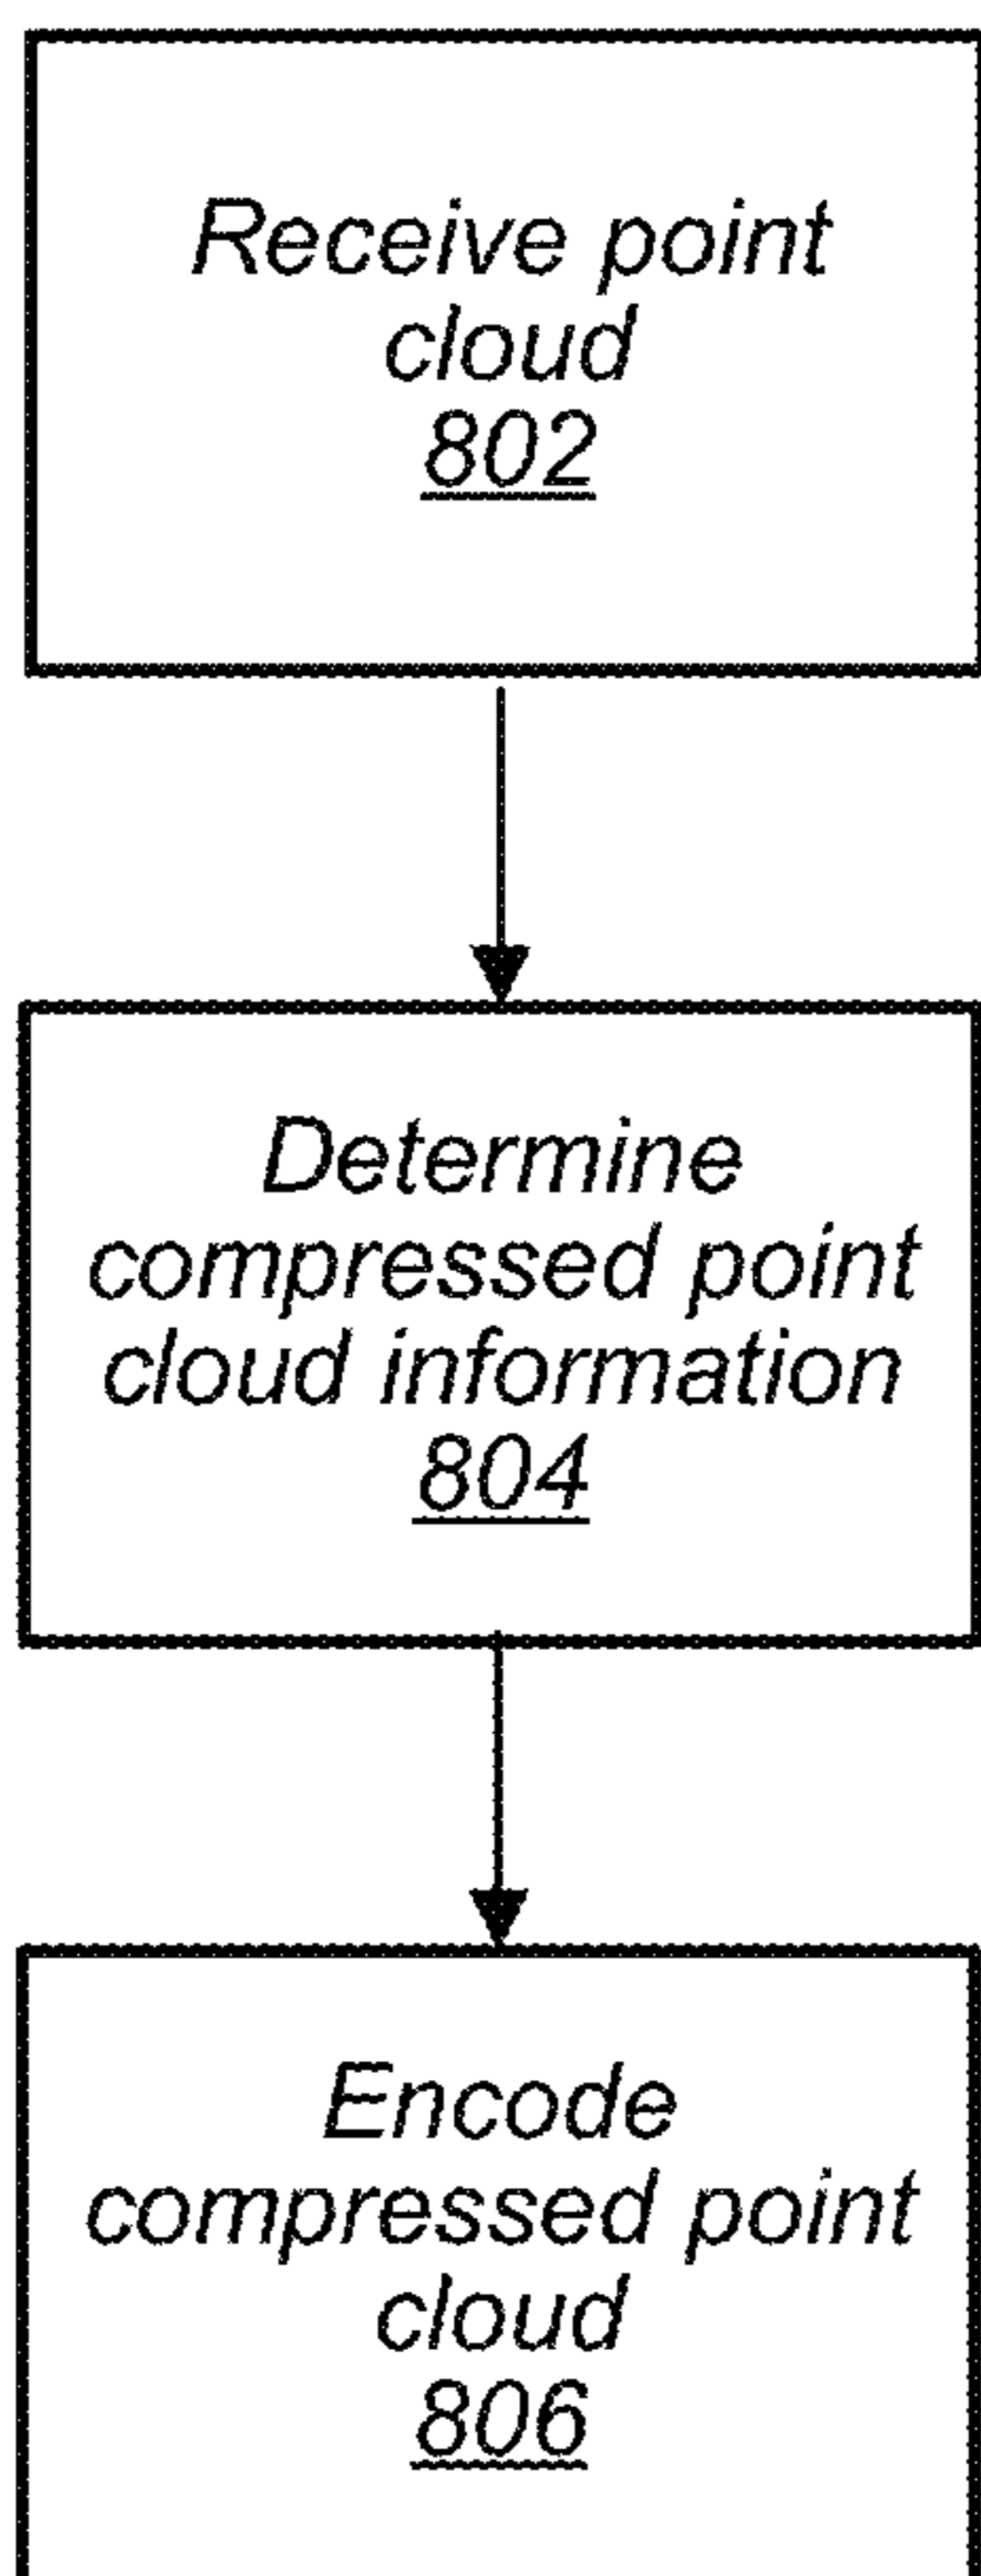 Receive point
cloud
802
Determine
compressed point
cloud information
804
Encode
compressed point
cloud
806